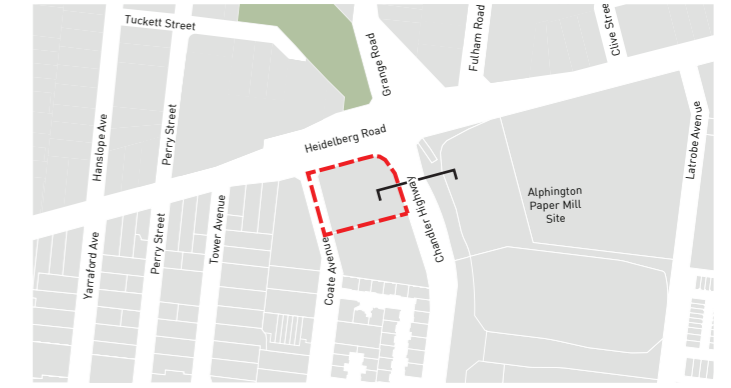 Tuckett Street
Grange Road
Fulham Road
Clive Stree
Hanslope Ave
Perry Street
Heidelberg Road
Latrobe Avenue
Alphington
Paper Mill
Site
Yarraford Ave
Perry Street
Tower Avenue
Coate Avenue
Chandler Highway